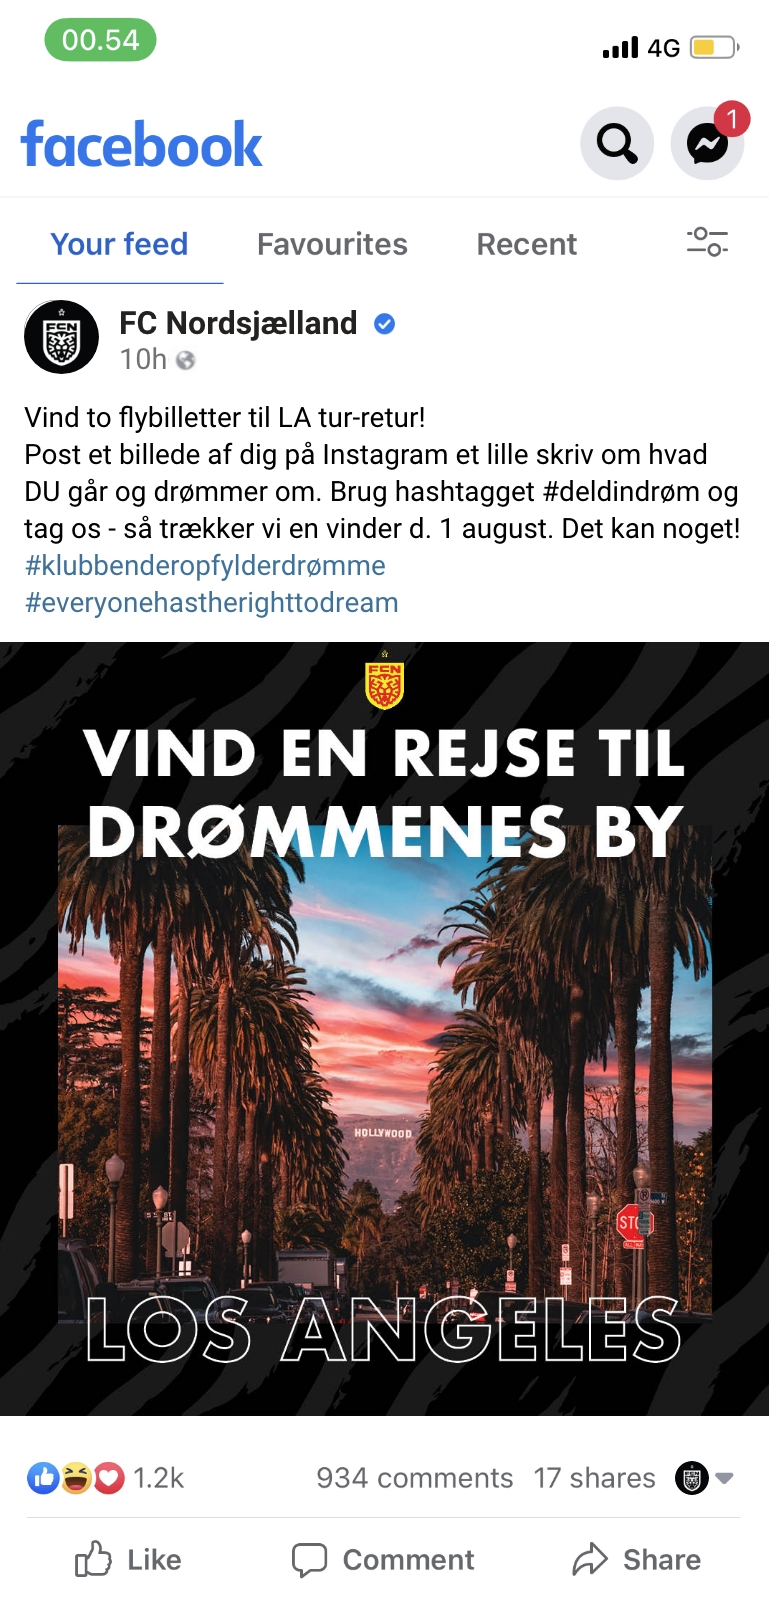 00.54
4G
facebook
1
Your feed
Favourites
Recent
FCN
FC Nordsjælland
10h
Vind to flybilletter til LA tur-retur!
Post et billede af dig på Instagram et lille skriv om hvad
DU går og drømmer om. Brug hashtagget #deldindrøm og
tag os - så trækker vi en vinder d. 1 august. Det kan noget!
#klubbenderopfylderdrømme
#everyonehastherighttodream
FCN
VIND EN REJSE TIL
DRØMMENES BY
HOLLYWOOD
LOS ANGELES
1.2k
934 comments
17 shares
Like
Comment
Share